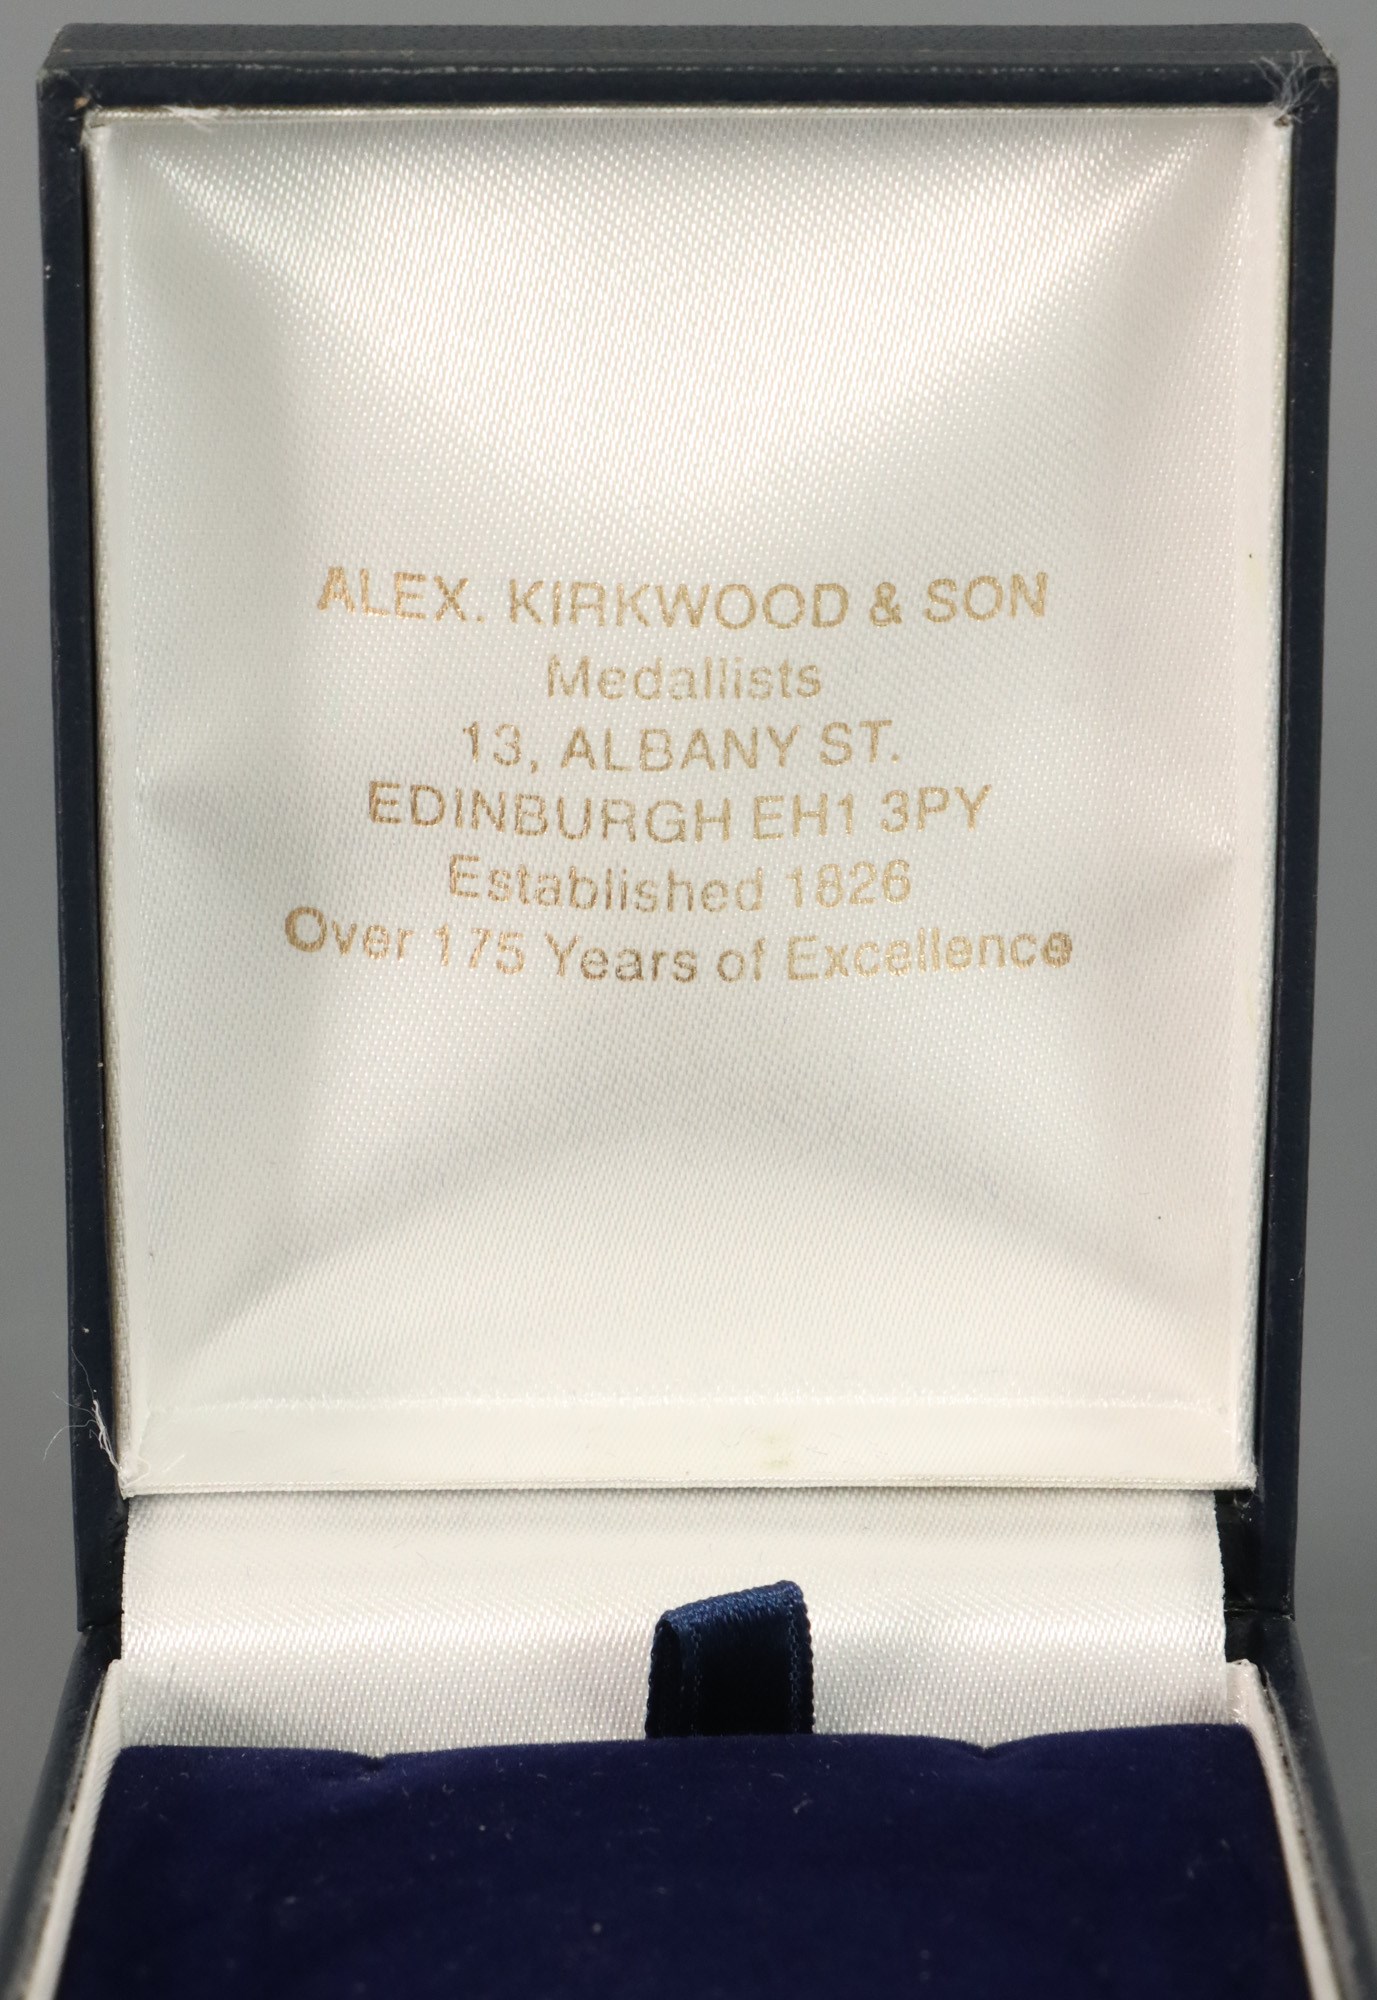 ALEX. KIRKWOOD & SON
Medallists
13, ALBANY ST.
EDINBURGH EH1 3PY
Established 1826
Over 175 Years of Excellence